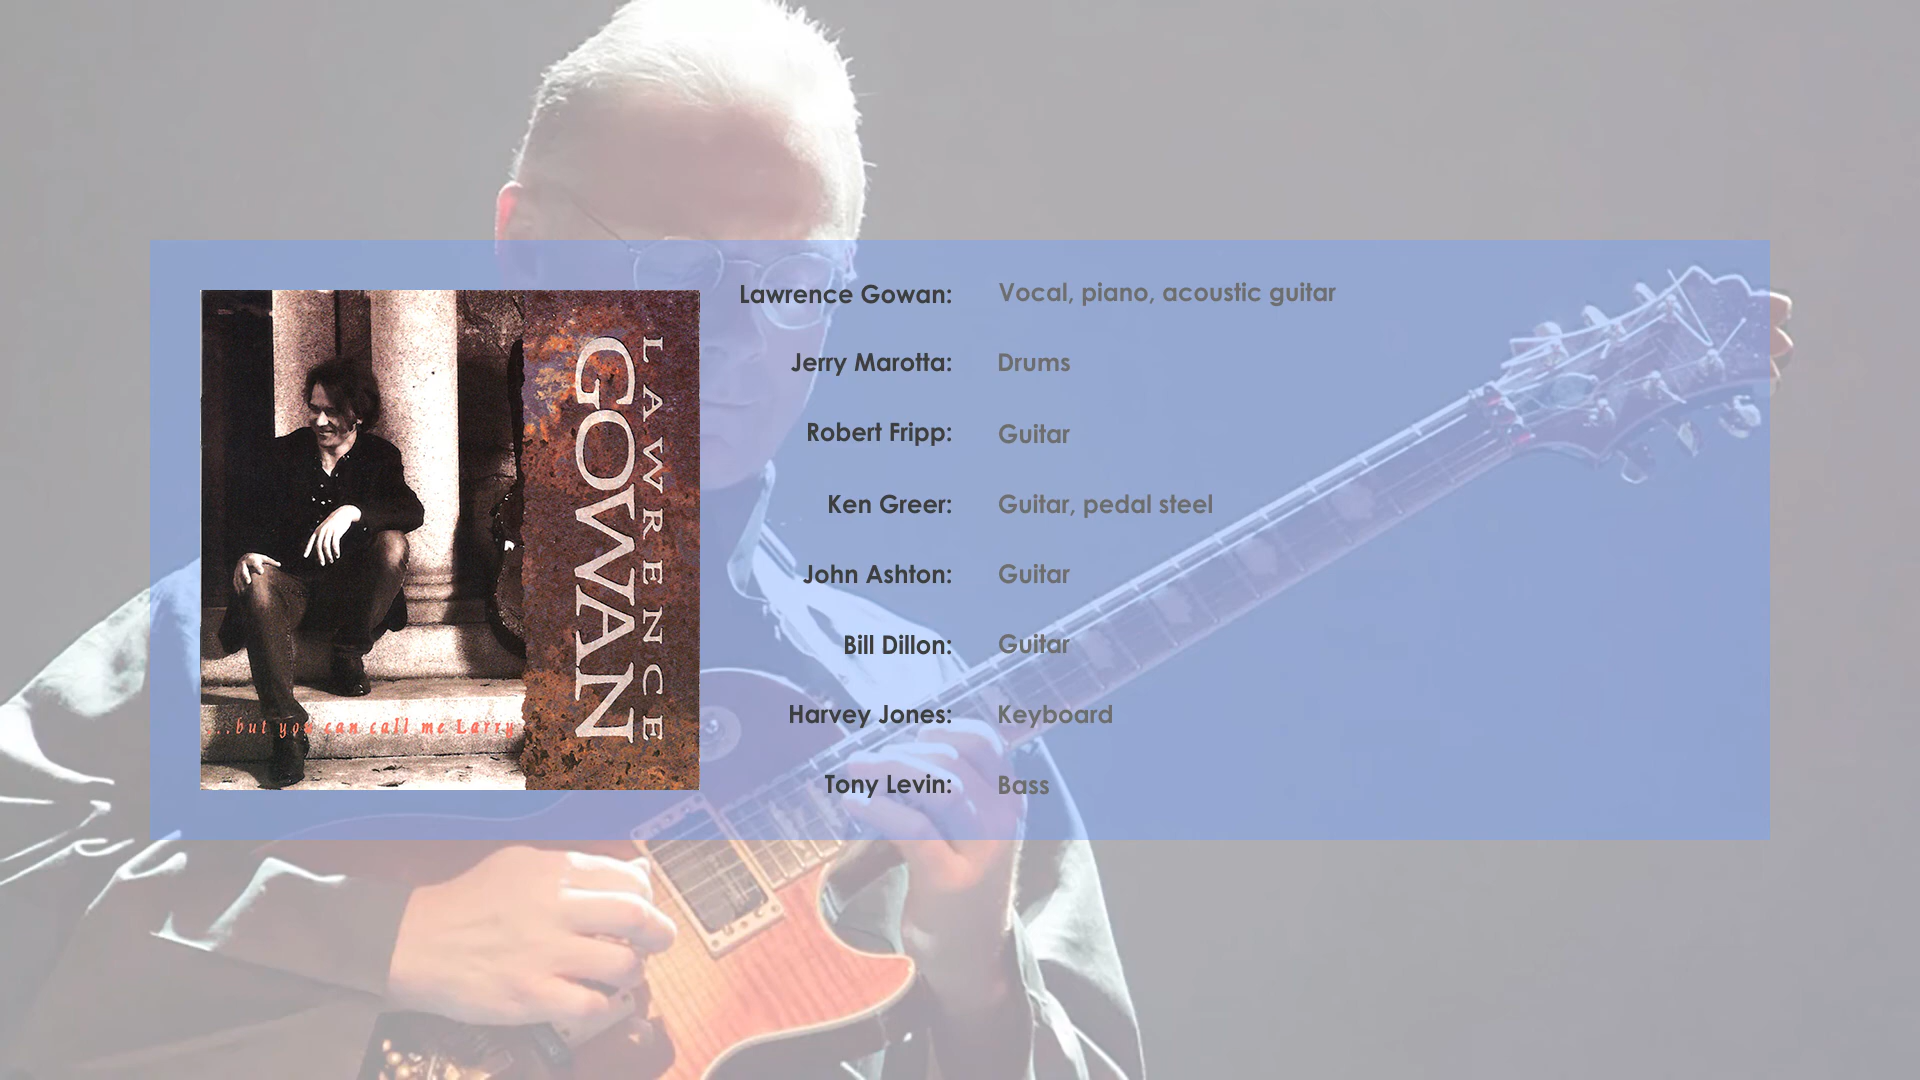 LAWRENCE
GOWAN
...but you can call me Larry
Lawrence Gowan: Vocal, piano, acoustic guitar
Jerry Marotta: Drums
Robert Fripp: Guitar
Ken Greer: Guitar, pedal steel
John Ashton: Guitar
Bill Dillon: Guitar
Harvey Jones: Keyboard
Tony Levin: Bass